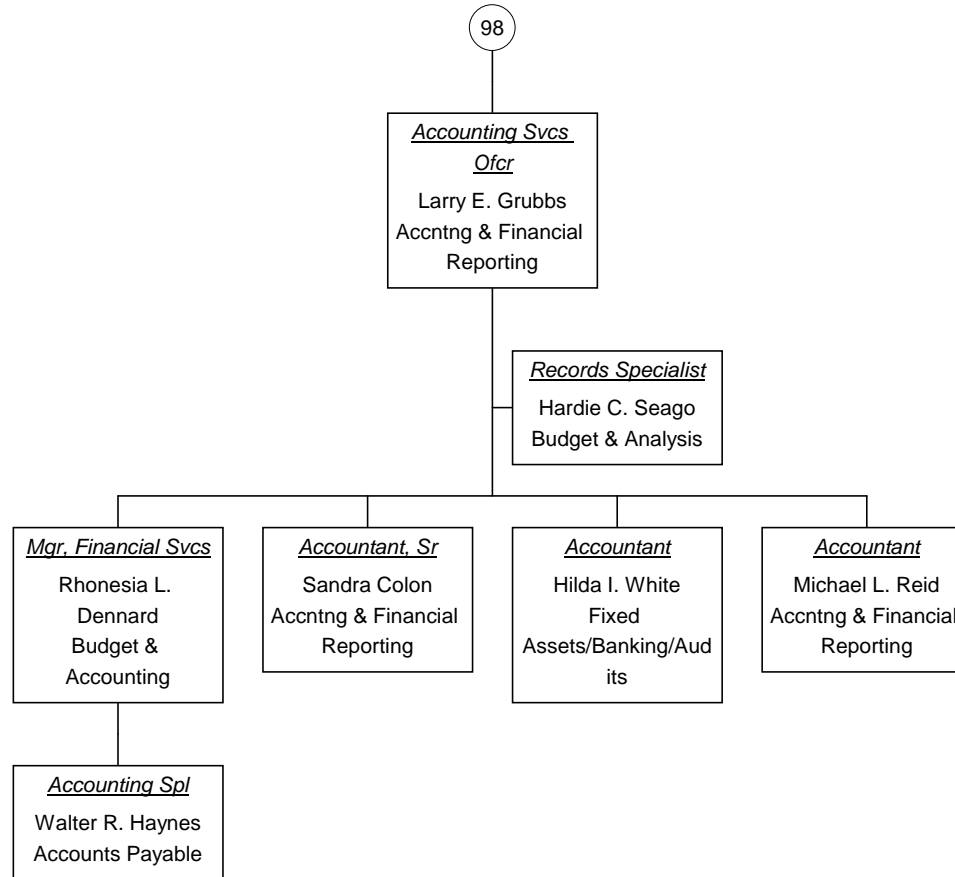 98
Accounting Svcs
Ofcr
Larry E. Grubbs
Accntng & Financial
Reporting
Records Specialist
Hardie C. Seago
Budget & Analysis
Mgr, Financial Svcs
Rhonesia L.
Dennard
Budget &
Accounting
Accountant, Sr
Sandra Colon
Accntng & Financial
Reporting
Accountant
Hilda I. White
Fixed
Assets/Banking/Aud
its
Accountant
Michael L. Reid
Accntng & Financial
Reporting
Accounting Spl
Walter R. Haynes
Accounts Payable